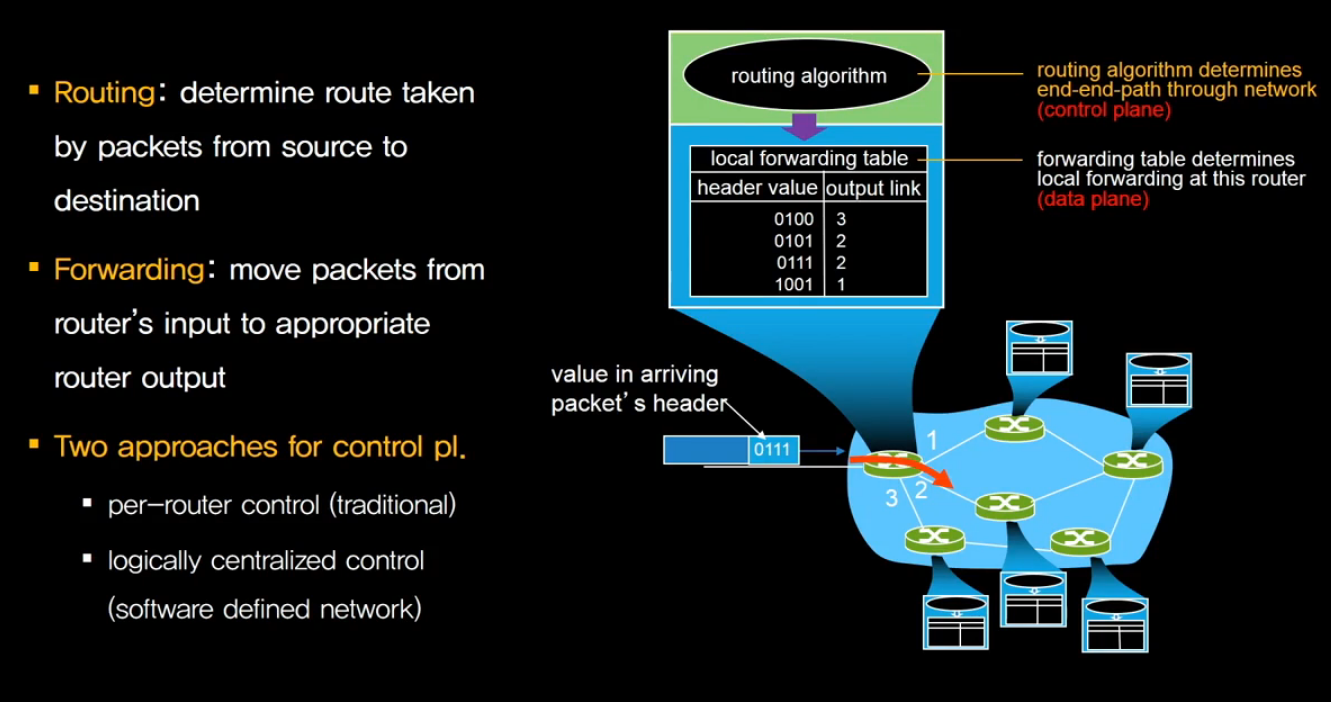 ▪ Routing: determine route taken
by packets from source to
destination
▪ Forwarding: move packets from
router's input to appropriate
router output
▪ Two approaches for control pl.
▪ per-router control (traditional)
▪ logically centralized control
(software defined network)
routing algorithm
routing algorithm determines
end-end-path through network
(control plane)
local forwarding table
header value output link
0100 3
0101 2
0111 2
1001 1
forwarding table determines
local forwarding at this router
(data plane)
value in arriving
packet's header
0111
1
2
3